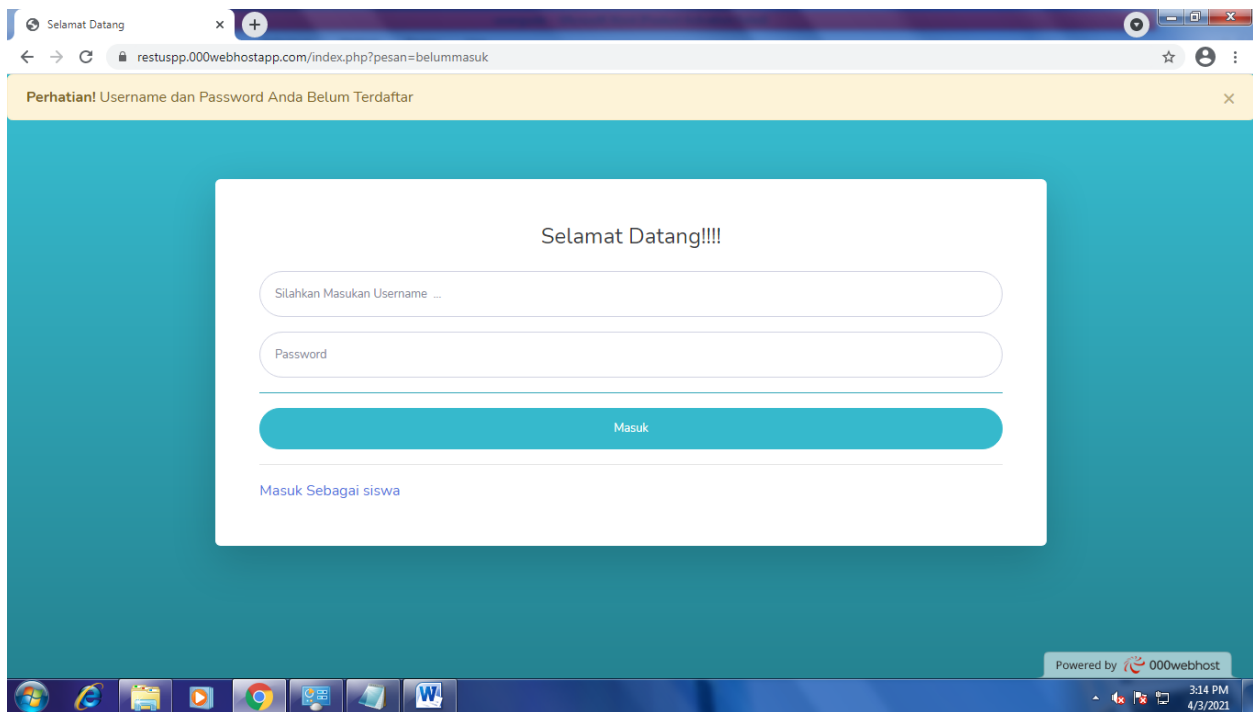 Selamat Datang
restuspp.000webhostapp.com/index.php?pesan=belummasuk
Perhatian! Username dan Password Anda Belum Terdaftar
Selamat Datang!!!!
Silahkan Masukan Username ...
Password
Masuk
Masuk Sebagai siswa
Powered by 000webhost
3:14 PM
4/3/2021